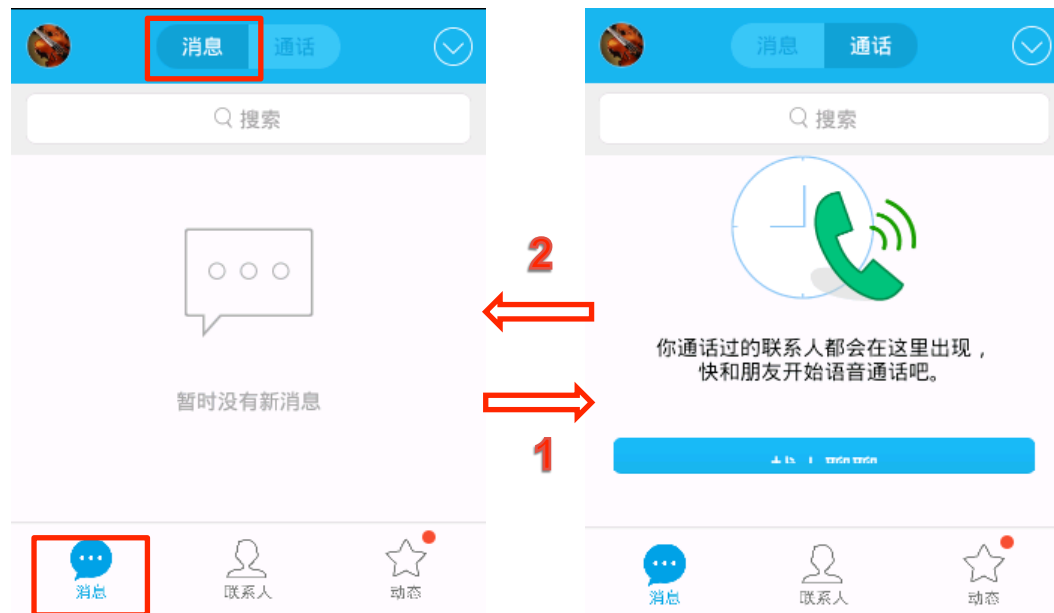 消息 通话
搜索
暂时没有新消息
消息 联系人 动态
2
1
消息 通话
搜索
你通话过的联系人都会在这里出现，
快和朋友开始语音通话吧。
消息 联系人 动态